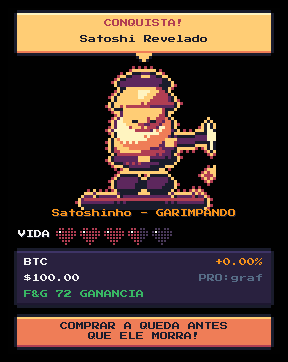 CONQUISTA!
Satoshi Revelado
Satoshinho - GARIMPANDO
VIDA
BTC +0.00%
$100.00 PRO:graf
F&G 72 GANANCIA
COMPRAR A QUEDA ANTES
QUE ELE MORRA!